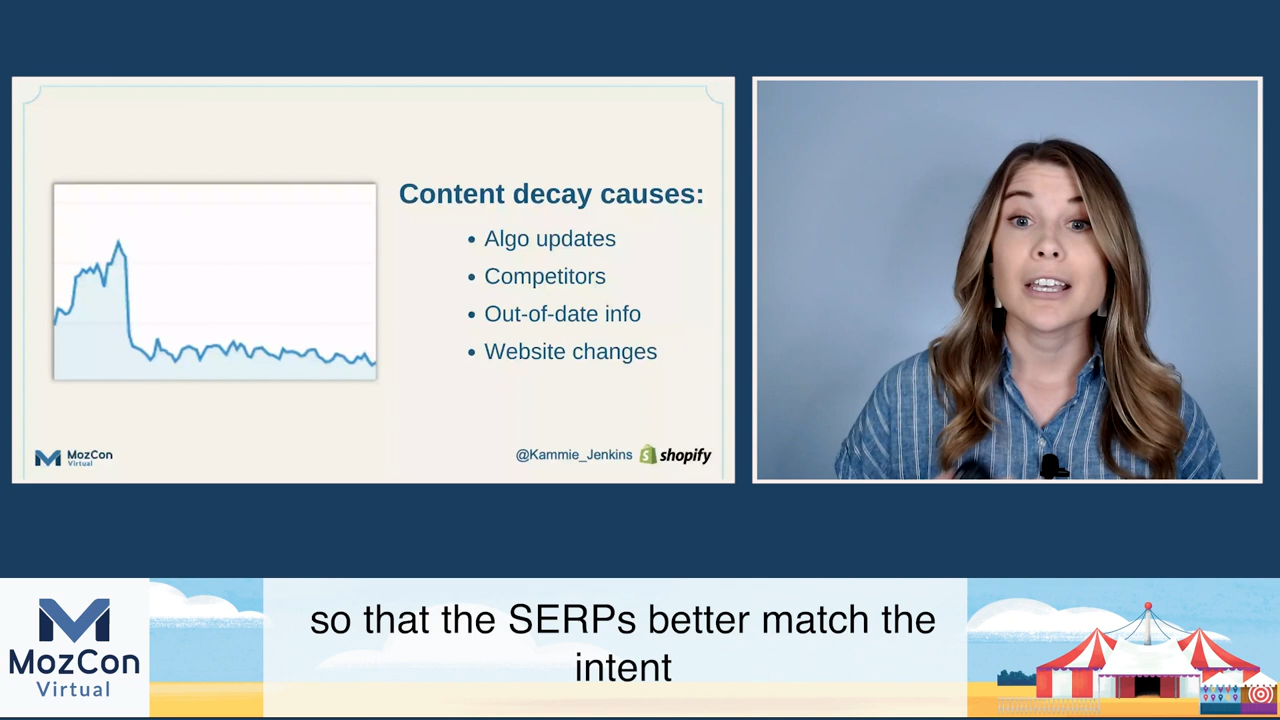 Content decay causes:
• Algo updates
• Competitors
• Out-of-date info
• Website changes
MozCon
Virtual
@Kammie_Jenkins shopify
so that the SERPs better match the
intent
MozCon
Virtual